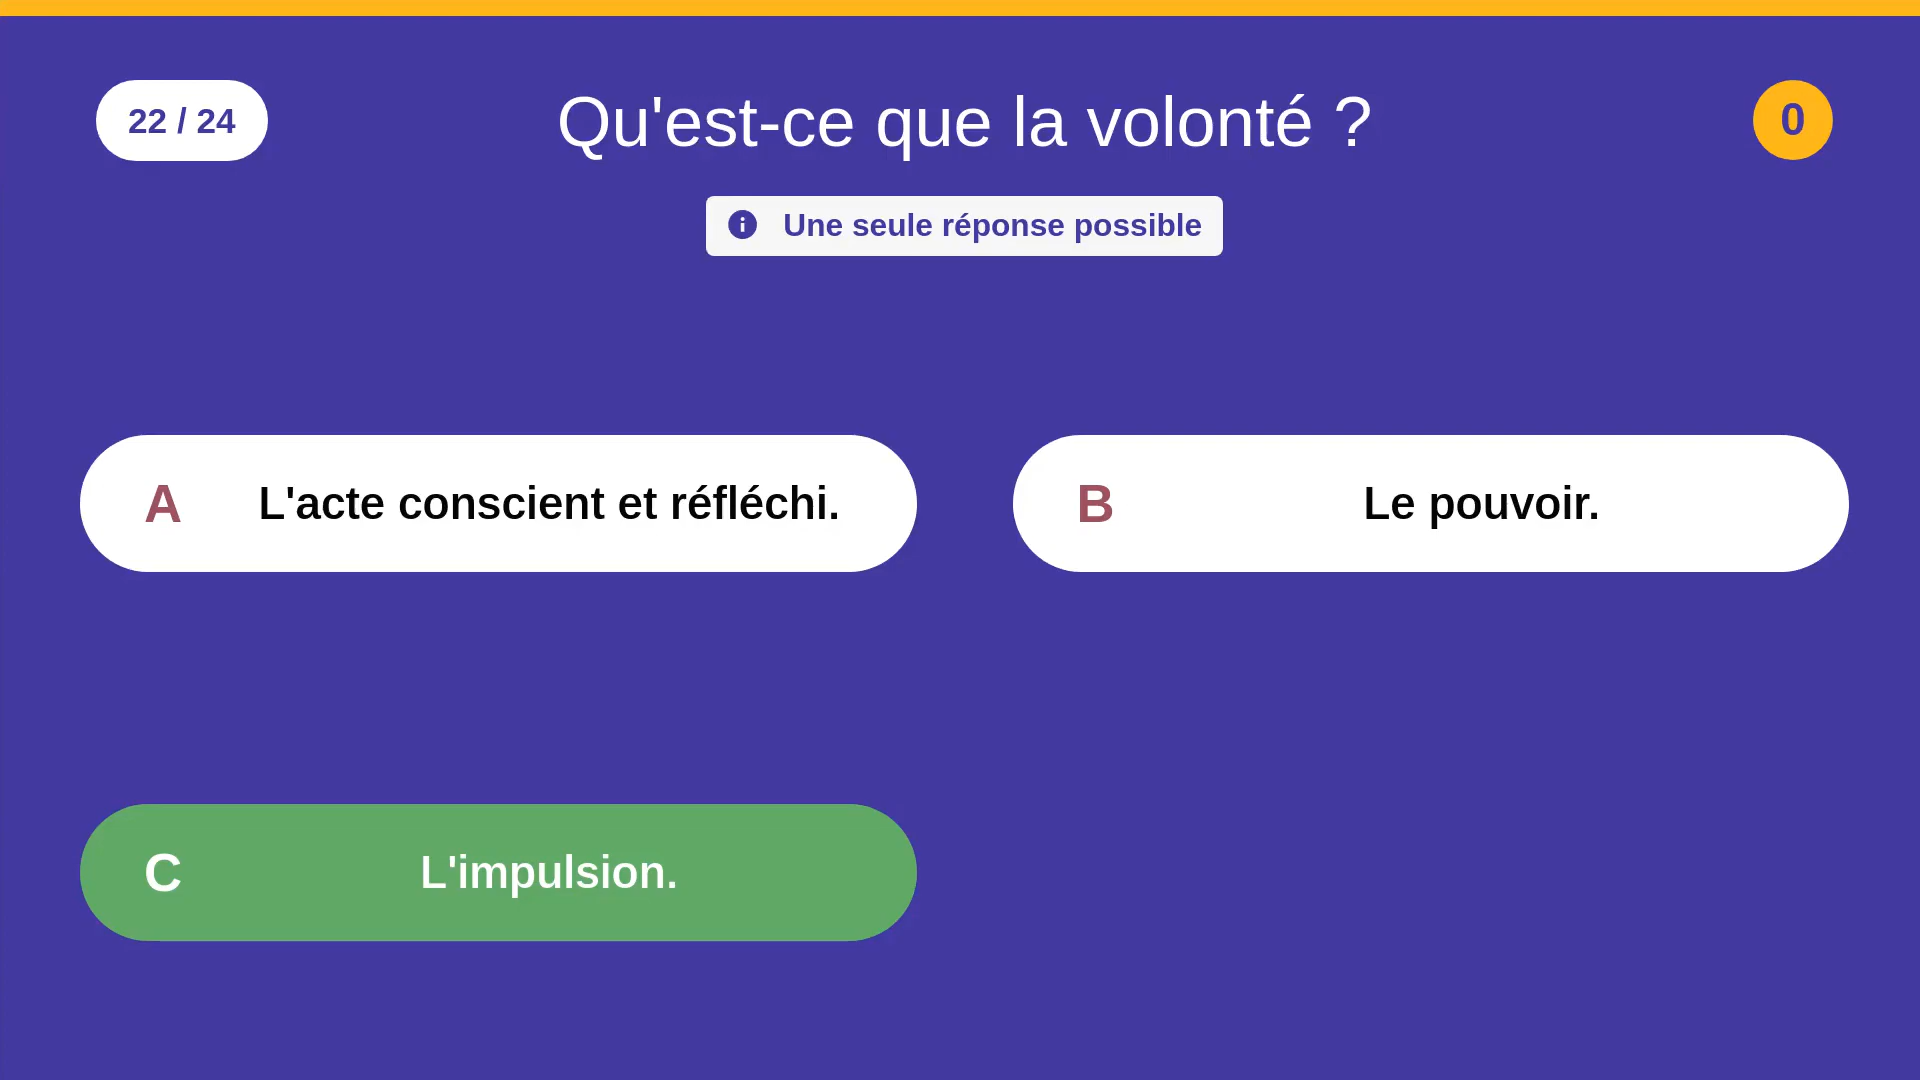 22 / 24
Qu'est-ce que la volonté ?
0
Une seule réponse possible
A L'acte conscient et réfléchi.
B Le pouvoir.
C L'impulsion.